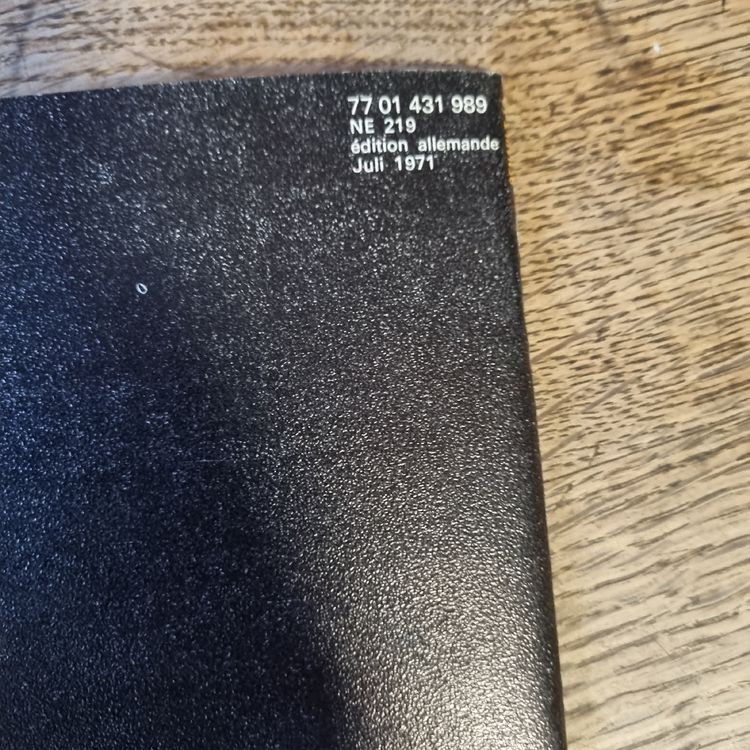 77 01 431 989
NE 219
édition allemande
Juli 1971